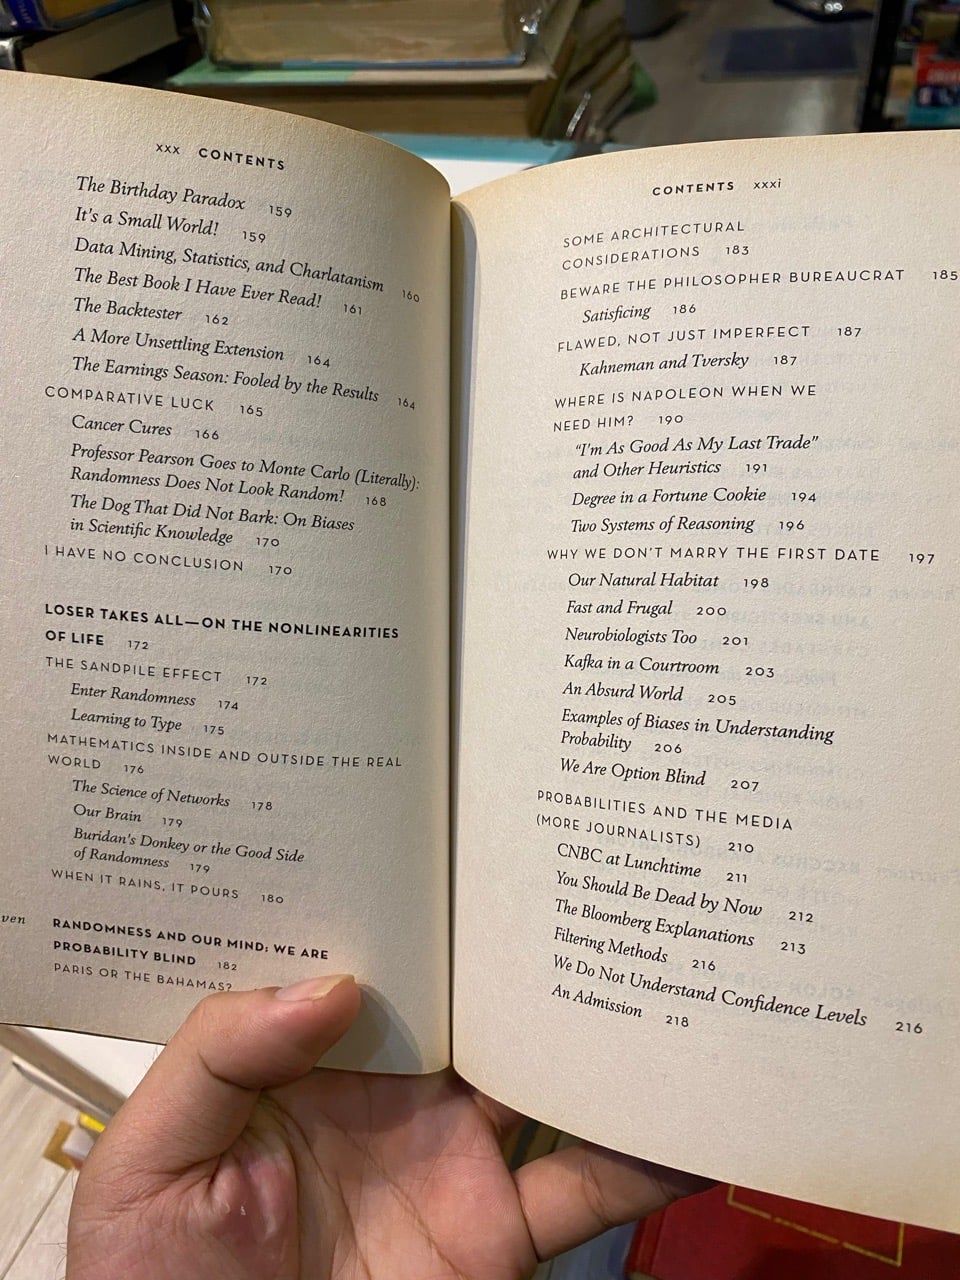 xxx CONTENTS
The Birthday Paradox 159
It's a Small World! 159
Data Mining, Statistics, and Charlatanism 160
The Best Book I Have Ever Read! 161
The Backtester 162
A More Unsettling Extension 164
The Earnings Season: Fooled by the Results 164
COMPARATIVE LUCK 165
Cancer Cures 166
Professor Pearson Goes to Monte Carlo (Literally):
Randomness Does Not Look Random! 168
The Dog That Did Not Bark: On Biases
in Scientific Knowledge 170
I HAVE NO CONCLUSION 170
LOSER TAKES ALL—ON THE NONLINEARITIES
OF LIFE 172
THE SANDPILE EFFECT 172
Enter Randomness 174
Learning to Type 175
MATHEMATICS INSIDE AND OUTSIDE THE REAL
WORLD 176
The Science of Networks 178
Our Brain 179
Buridan's Donkey or the Good Side
of Randomness 179
WHEN IT RAINS, IT POURS 180
ven RANDOMNESS AND OUR MIND: WE ARE
PROBABILITY BLIND 182
PARIS OR THE BAHAMAS?
CONTENTS xxxi
SOME ARCHITECTURAL
CONSIDERATIONS 183
BEWARE THE PHILOSOPHER BUREAUCRAT 185
Satisficing 186
FLAWED, NOT JUST IMPERFECT 187
Kahneman and Tversky 187
WHERE IS NAPOLEON WHEN WE
NEED HIM? 190
"I'm As Good As My Last Trade"
and Other Heuristics 191
Degree in a Fortune Cookie 194
Two Systems of Reasoning 196
WHY WE DON'T MARRY THE FIRST DATE 197
Our Natural Habitat 198
Fast and Frugal 200
Neurobiologists Too 201
Kafka in a Courtroom 203
An Absurd World 205
Examples of Biases in Understanding
Probability 206
We Are Option Blind 207
PROBABILITIES AND THE MEDIA
(MORE JOURNALISTS) 210
CNBC at Lunchtime 211
You Should Be Dead by Now 212
The Bloomberg Explanations 213
Filtering Methods 216
We Do Not Understand Confidence Levels 216
An Admission 218